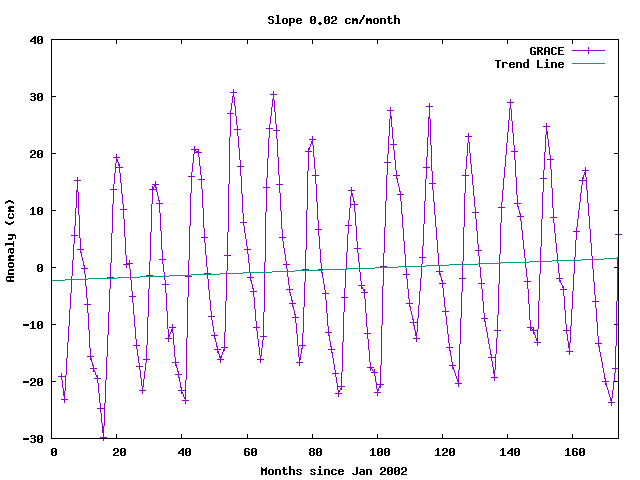 Slope 0.02 cm/month
40
30
20
10
0
-10
-20
-30
Anomaly (cm)
GRACE
Trend Line
0 20 40 60 80 100 120 140 160
Months since Jan 2002